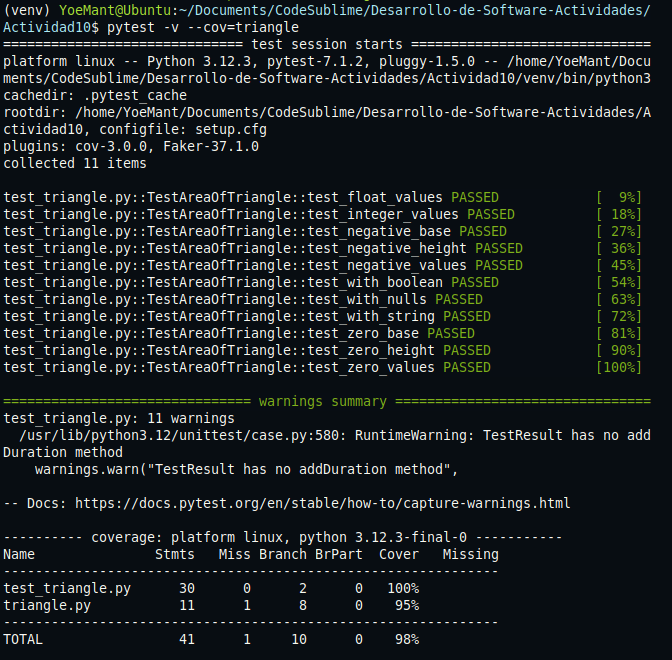 (venv) YoeMant@Ubuntu:~/Documents/CodeSublime/Desarrollo-de-Software-Actividades/
Actividad10$ pytest -v --cov=triangle
============================== test session starts ==============================
platform linux -- Python 3.12.3, pytest-7.1.2, pluggy-1.5.0 -- /home/YoeMant/Docu
ments/CodeSublime/Desarrollo-de-Software-Actividades/Actividad10/venv/bin/python3
cachedir: .pytest_cache
rootdir: /home/YoeMant/Documents/CodeSublime/Desarrollo-de-Software-Actividades/A
ctividad10, configfile: setup.cfg
plugins: cov-3.0.0, Faker-37.1.0
collected 11 items
test_triangle.py::TestAreaOfTriangle::test_float_values PASSED            [  9%]
test_triangle.py::TestAreaOfTriangle::test_integer_values PASSED          [ 18%]
test_triangle.py::TestAreaOfTriangle::test_negative_base PASSED           [ 27%]
test_triangle.py::TestAreaOfTriangle::test_negative_height PASSED         [ 36%]
test_triangle.py::TestAreaOfTriangle::test_negative_values PASSED         [ 45%]
test_triangle.py::TestAreaOfTriangle::test_with_boolean PASSED            [ 54%]
test_triangle.py::TestAreaOfTriangle::test_with_nulls PASSED              [ 63%]
test_triangle.py::TestAreaOfTriangle::test_with_string PASSED             [ 72%]
test_triangle.py::TestAreaOfTriangle::test_zero_base PASSED               [ 81%]
test_triangle.py::TestAreaOfTriangle::test_zero_height PASSED             [ 90%]
test_triangle.py::TestAreaOfTriangle::test_zero_values PASSED             [100%]
=============================== warnings summary ================================
test_triangle.py: 11 warnings
  /usr/lib/python3.12/unittest/case.py:580: RuntimeWarning: TestResult has no add
Duration method
    warnings.warn("TestResult has no addDuration method",
-- Docs: https://docs.pytest.org/en/stable/how-to/capture-warnings.html
---------- coverage: platform linux, python 3.12.3-final-0 -----------
Name               Stmts   Miss Branch BrPart  Cover   Missing
--------------------------------------------------------------
test_triangle.py      30      0      2      0   100%
triangle.py           11      1      8      0    95%
--------------------------------------------------------------
TOTAL                 41      1     10      0    98%